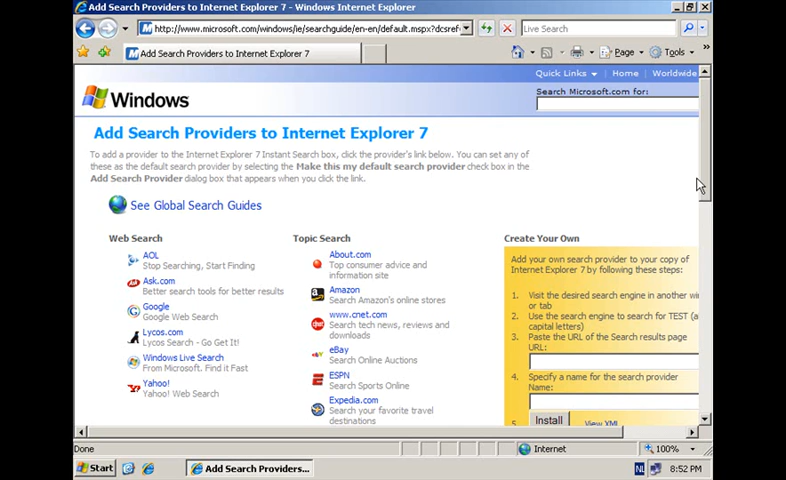 Add Search Providers to Internet Explorer 7 - Windows Internet Explorer
http://www.microsoft.com/windows/ie/searchguide/en-en/default.mspx?dcsref=
Live Search
Add Search Providers to Internet Explorer 7
Page
Tools
Quick Links
Home
Worldwide
Windows
Search Microsoft.com for:
Add Search Providers to Internet Explorer 7
To add a provider to the Internet Explorer 7 Instant Search box, click the provider's link below. You can set any of
these as the default search provider by selecting the Make this my default search provider check box in the
Add Search Provider dialog box that appears when you click the link.
See Global Search Guides
Web Search
AOL
Stop Searching, Start Finding
Ask.com
Better search tools for better results
Google
Google Web Search
Lycos.com
Lycos Search - Go Get It!
Windows Live Search
From Microsoft. Find it Fast
Yahoo!
Yahoo! Web Search
Topic Search
About.com
Top consumer advice and
information site
Amazon
Search Amazon's online stores
www.cnet.com
Search tech news, reviews and
downloads
eBay
Search Online Auctions
ESPN
Search Sports Online
Expedia.com
Search your favorite travel
destinations
Create Your Own
Add your own search provider to your copy of
Internet Explorer 7 by following these steps:
1. Visit the desired search engine in another wi
or tab
2. Use the search engine to search for TEST (a
capital letters)
3. Paste the URL of the Search results page
URL:
4. Specify a name for the search provider
Name:
Install
View XML
5.
Done
Internet
100%
Start
Add Search Providers...
NL
8:52 PM